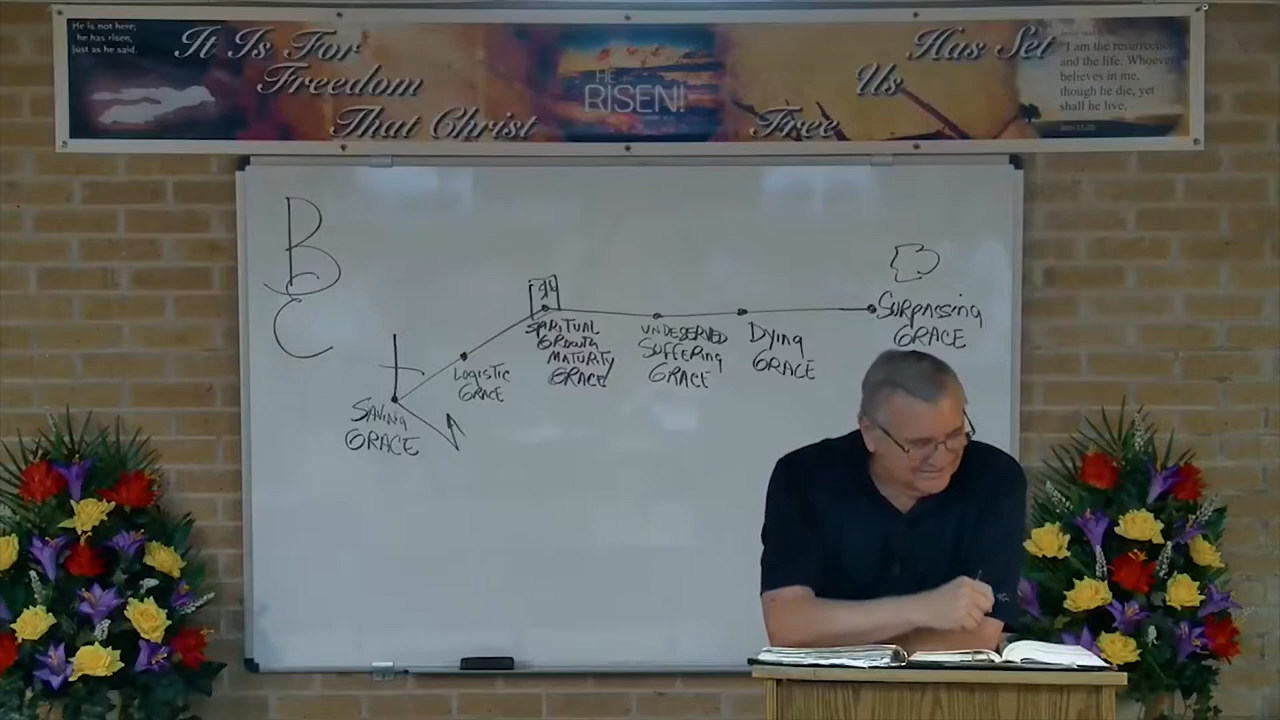 He is not here;
he has risen,
just as he said.
It Is For
Freedom
That Christ
HE
RISEN!
Has Set
Us
Free
"I am the resurrection
and the life. Whoever
believes in me,
though he die, yet
shall he live.
B
C
SAVING
GRACE
LOGISTIC
GRACE
SPIRITUAL
GROWTH
MATURITY
GRACE
UNDESERVED
SUFFERING
GRACE
DYING
GRACE
SURPASSING
GRACE